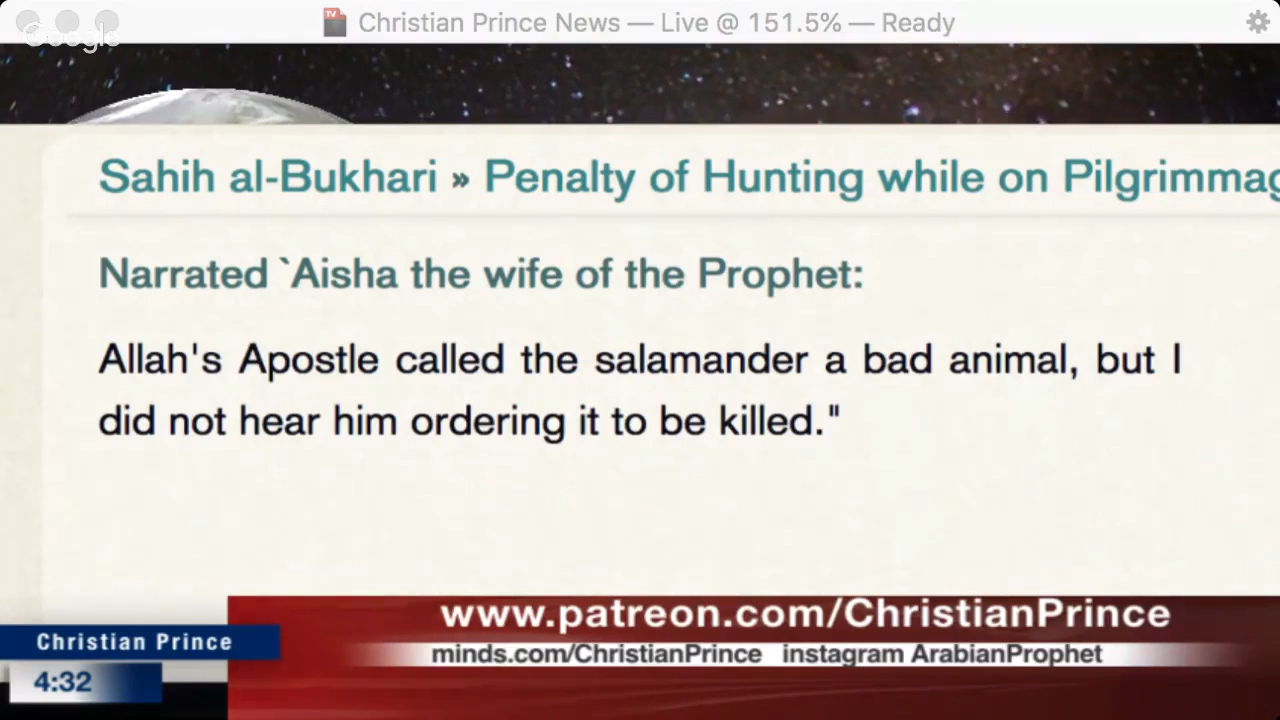 Christian Prince News — Live @ 151.5% — Ready
Google
Sahih al-Bukhari » Penalty of Hunting while on Pilgrimmag
Narrated `Aisha the wife of the Prophet:
Allah's Apostle called the salamander a bad animal, but I
did not hear him ordering it to be killed."
www.patreon.com/ChristianPrince
Christian Prince
minds.com/ChristianPrince instagram ArabianProphet
4:32